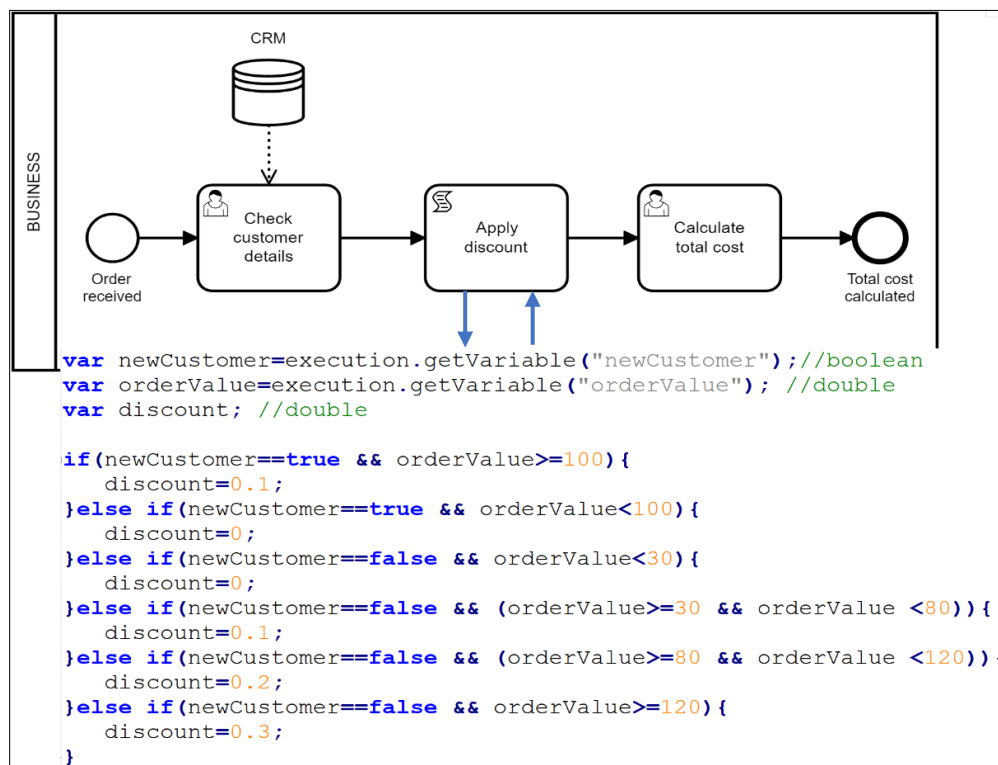 CRM
BUSINESS
Check
customer
details
Apply
discount
Calculate
total cost
Order
received
Total cost
calculated
var newCustomer=execution.getVariable("newCustomer");//boolean
var orderValue=execution.getVariable("orderValue"); //double
var discount; //double
if(newCustomer==true && orderValue>=100){
   discount=0.1;
}else if(newCustomer==true && orderValue<100){
   discount=0;
}else if(newCustomer==false && orderValue<30){
   discount=0;
}else if(newCustomer==false && (orderValue>=30 && orderValue <80)){
   discount=0.1;
}else if(newCustomer==false && (orderValue>=80 && orderValue <120)){
   discount=0.2;
}else if(newCustomer==false && orderValue>=120){
   discount=0.3;
}